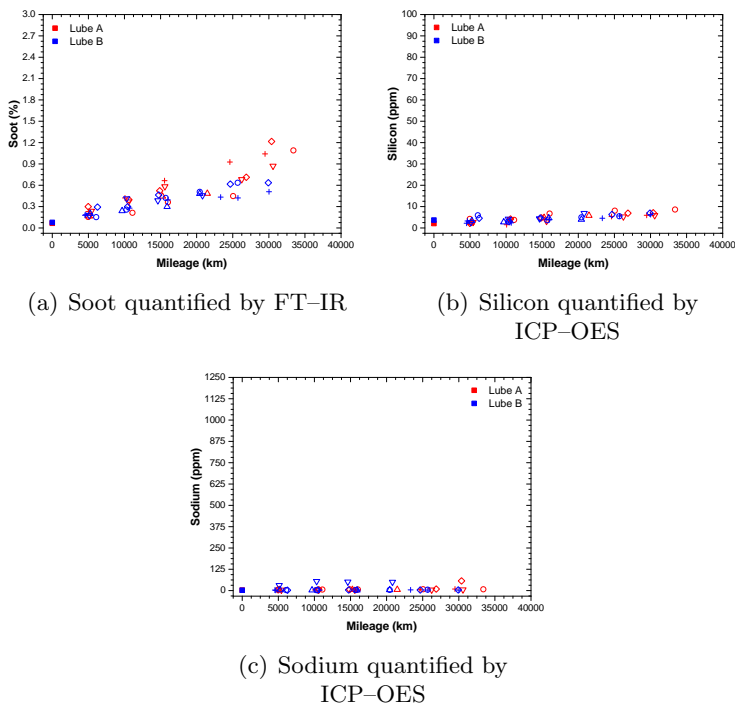 Lube A
Lube B
Soot (%)
3.0
2.7
2.4
2.1
1.8
1.5
1.2
0.9
0.6
0.3
0.0
0 5000 10000 15000 20000 25000 30000 35000 40000
Mileage (km)
(a) Soot quantified by FT–IR
Lube A
Lube B
Silicon (ppm)
100
90
80
70
60
50
40
30
20
10
0
0 5000 10000 15000 20000 25000 30000 35000 40000
Mileage (km)
(b) Silicon quantified by
ICP–OES
Lube A
Lube B
Sodium (ppm)
1250
1125
1000
875
750
625
500
375
250
125
0
0 5000 10000 15000 20000 25000 30000 35000 40000
Mileage (km)
(c) Sodium quantified by
ICP–OES